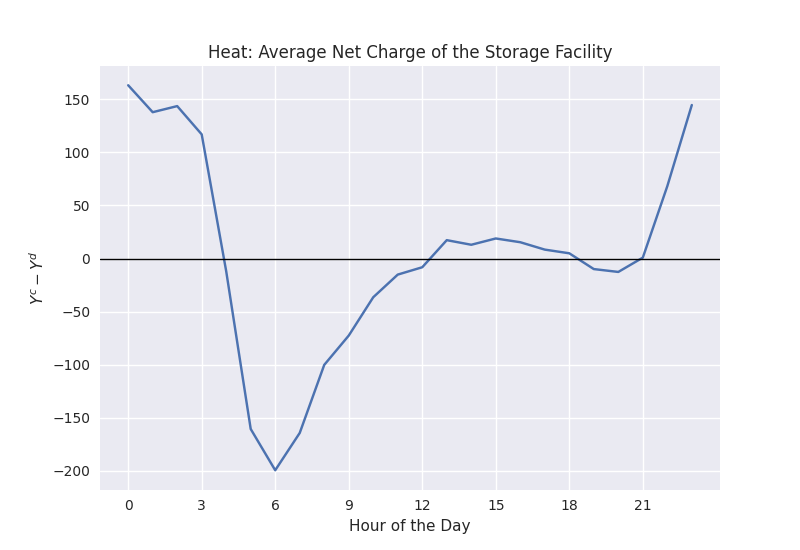 Heat: Average Net Charge of the Storage Facility
150
100
50
0
−50
−100
−150
−200
Yᶜ − Yᵈ
0 3 6 9 12 15 18 21
Hour of the Day